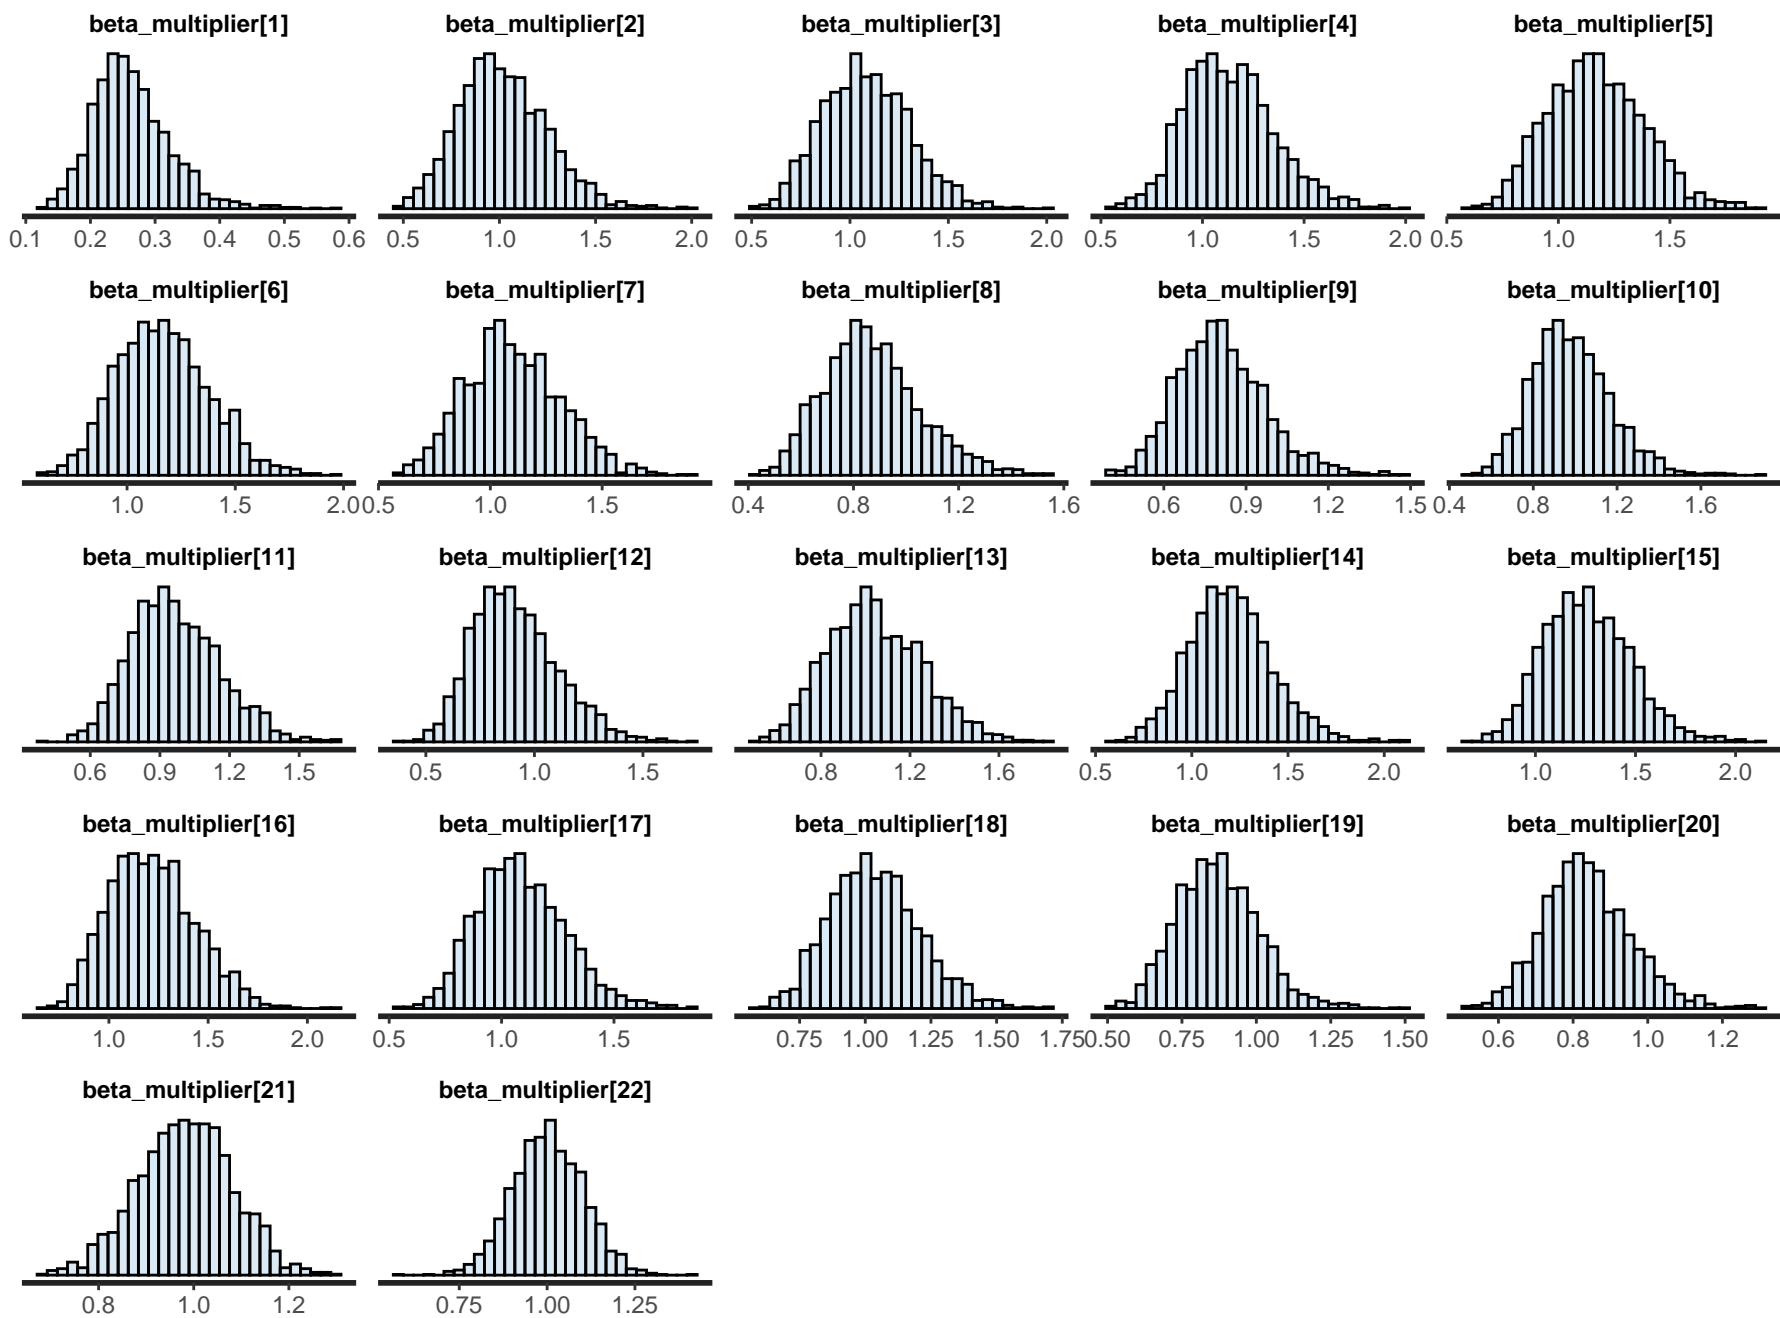 beta_multiplier[1] beta_multiplier[2] beta_multiplier[3] beta_multiplier[4] beta_multiplier[5]
0.1 0.2 0.3 0.4 0.5 0.6 0.5 1.0 1.5 2.0 0.5 1.0 1.5 2.0 0.5 1.0 1.5 2.0 0.5 1.0 1.5
beta_multiplier[6] beta_multiplier[7] beta_multiplier[8] beta_multiplier[9] beta_multiplier[10]
1.0 1.5 2.0 0.5 1.0 1.5 0.4 0.8 1.2 1.6 0.6 0.9 1.2 1.5 0.4 0.8 1.2 1.6
beta_multiplier[11] beta_multiplier[12] beta_multiplier[13] beta_multiplier[14] beta_multiplier[15]
0.6 0.9 1.2 1.5 0.5 1.0 1.5 0.8 1.2 1.6 0.5 1.0 1.5 2.0 1.0 1.5 2.0
beta_multiplier[16] beta_multiplier[17] beta_multiplier[18] beta_multiplier[19] beta_multiplier[20]
1.0 1.5 2.0 0.5 1.0 1.5 0.75 1.00 1.25 1.50 1.75 0.50 0.75 1.00 1.25 1.50 0.6 0.8 1.0 1.2
beta_multiplier[21] beta_multiplier[22]
0.8 1.0 1.2 0.75 1.00 1.25